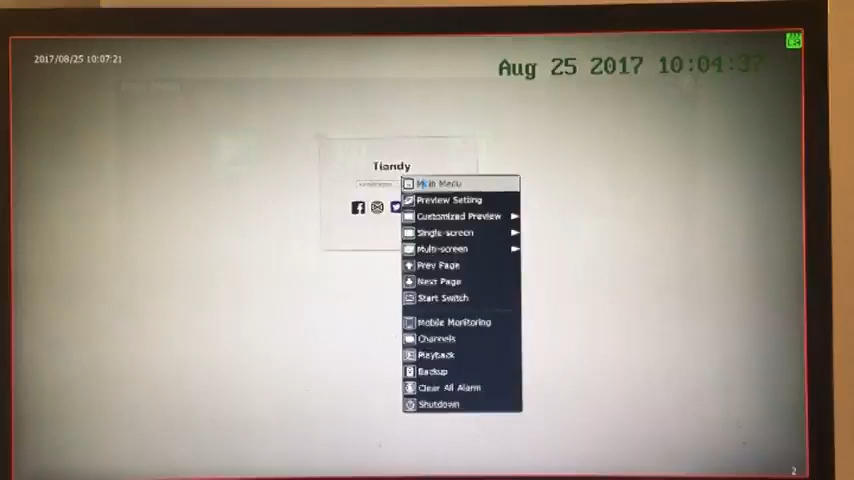 2017/08/25 10:07:21
Aug 25 2017 10:04:37
Tiandy
Main Menu
Preview Setting
Customized Preview
Single-screen
Multi-screen
Prev Page
Next Page
Start Switch
Mobile Monitoring
Channels
Playback
Backup
Clear All Alarm
Shutdown
2